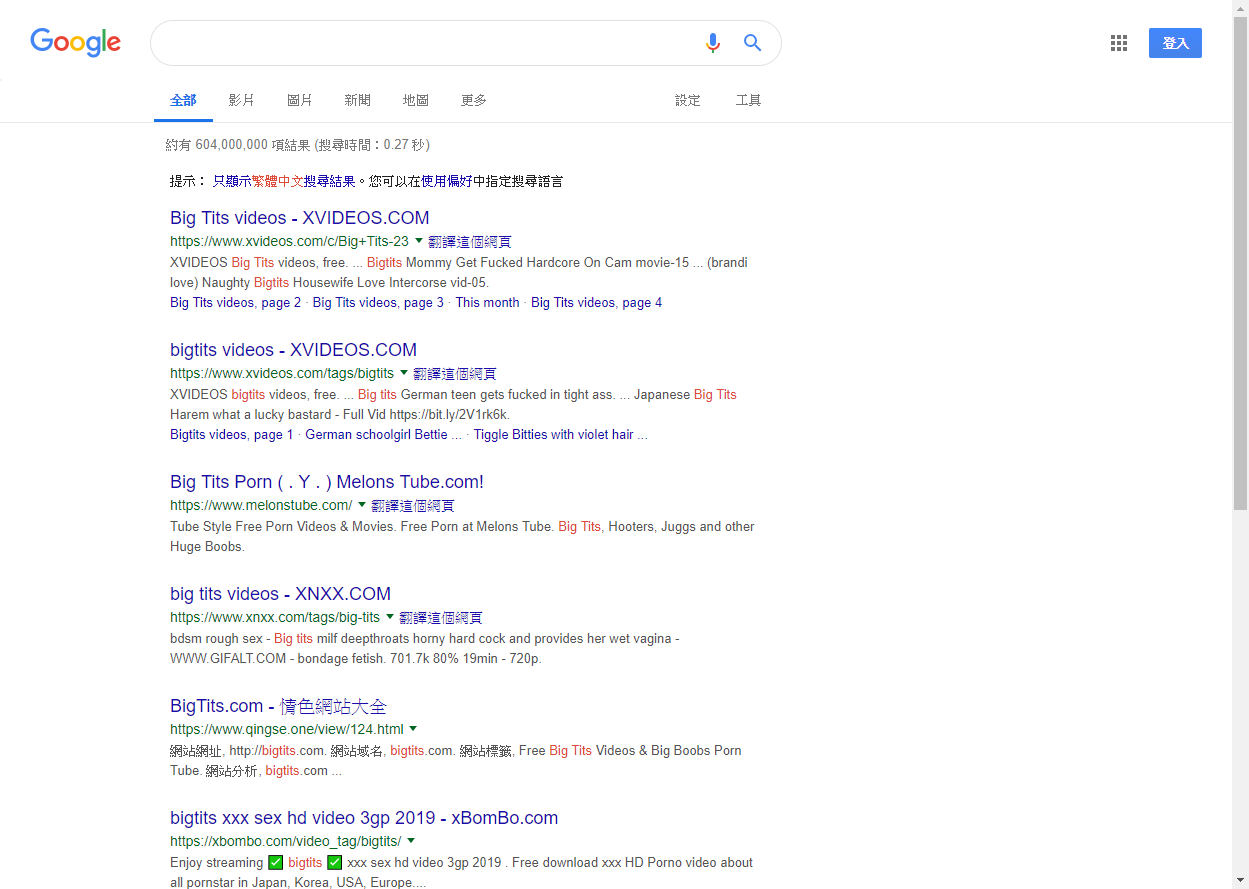 Google
登入
全部 影片 圖片 新聞 地圖 更多 設定 工具
約有 604,000,000 項結果 (搜尋時間:0.27 秒)
提示: 只顯示繁體中文搜尋結果。您可以在使用偏好中指定搜尋語言
Big Tits videos - XVIDEOS.COM
https://www.xvideos.com/c/Big+Tits-23 ▼ 翻譯這個網頁
XVIDEOS Big Tits videos, free. ... Bigtits Mommy Get Fucked Hardcore On Cam movie-15 ... (brandi
love) Naughty Bigtits Housewife Love Intercorse vid-05.
Big Tits videos, page 2 · Big Tits videos, page 3 · This month · Big Tits videos, page 4
bigtits videos - XVIDEOS.COM
https://www.xvideos.com/tags/bigtits ▼ 翻譯這個網頁
XVIDEOS bigtits videos, free. ... Big tits German teen gets fucked in tight ass. ... Japanese Big Tits
Harem what a lucky bastard - Full Vid https://bit.ly/2V1rk6k.
Bigtits videos, page 1 · German schoolgirl Bettie ... · Tiggle Bitties with violet hair ...
Big Tits Porn ( . Y . ) Melons Tube.com!
https://www.melonstube.com/ ▼ 翻譯這個網頁
Tube Style Free Porn Videos & Movies. Free Porn at Melons Tube. Big Tits, Hooters, Juggs and other
Huge Boobs.
big tits videos - XNXX.COM
https://www.xnxx.com/tags/big-tits ▼ 翻譯這個網頁
bdsm rough sex - Big tits milf deepthroats horny hard cock and provides her wet vagina -
WWW.GIFALT.COM - bondage fetish. 701.7k 80% 19min - 720p.
BigTits.com - 情色網站大全
https://www.qingse.one/view/124.html ▼
網站網址, http://bigtits.com. 網站域名, bigtits.com. 網站標籤, Free Big Tits Videos & Big Boobs Porn
Tube. 網站分析, bigtits.com ...
bigtits xxx sex hd video 3gp 2019 - xBomBo.com
https://xbombo.com/video_tag/bigtits/ ▼
Enjoy streaming ✅ bigtits ✅ xxx sex hd video 3gp 2019 . Free download xxx HD Porno video about
all pornstar in Japan, Korea, USA, Europe....